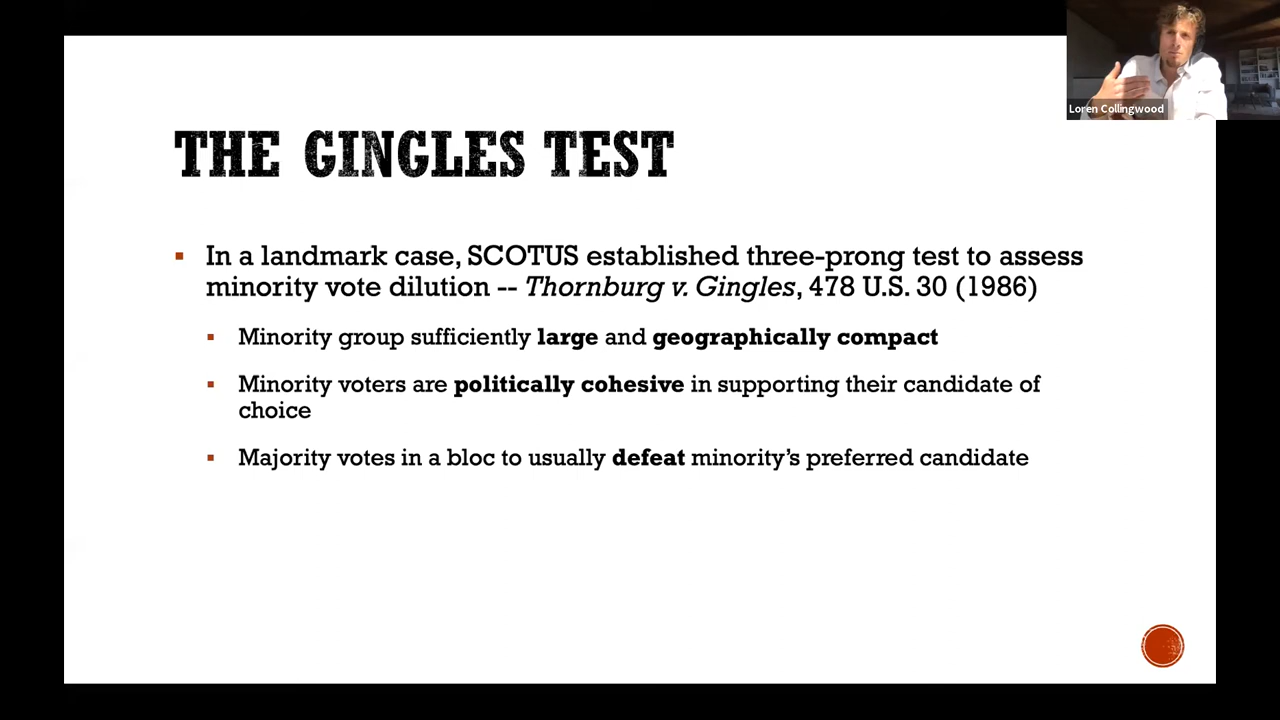 Loren Collingwood
THE GINGLES TEST
In a landmark case, SCOTUS established three-prong test to assess
minority vote dilution -- Thornburg v. Gingles, 478 U.S. 30 (1986)
Minority group sufficiently large and geographically compact
Minority voters are politically cohesive in supporting their candidate of
choice
Majority votes in a bloc to usually defeat minority’s preferred candidate